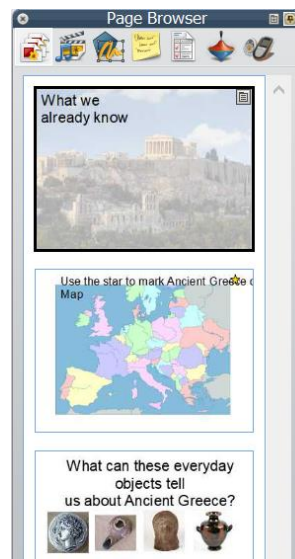 Page Browser
What we
already know
Use the star to mark Ancient Greece o
Map
What can these everyday
objects tell
us about Ancient Greece?